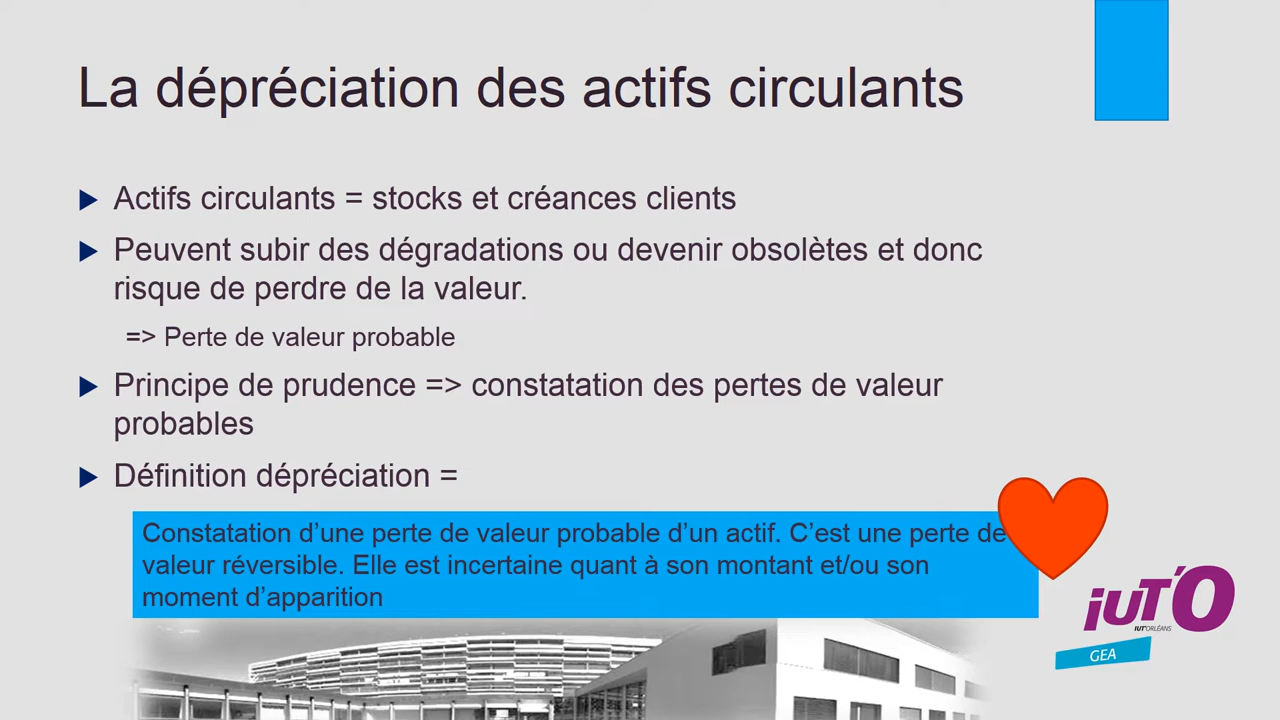 La dépréciation des actifs circulants
Actifs circulants = stocks et créances clients
Peuvent subir des dégradations ou devenir obsolètes et donc
risque de perdre de la valeur.
=> Perte de valeur probable
Principe de prudence => constatation des pertes de valeur
probables
Définition dépréciation =
Constatation d’une perte de valeur probable d’un actif. C’est une perte de
valeur réversible. Elle est incertaine quant à son montant et/ou son
moment d’apparition
iUT'O
IUT'ORLÉANS
GEA